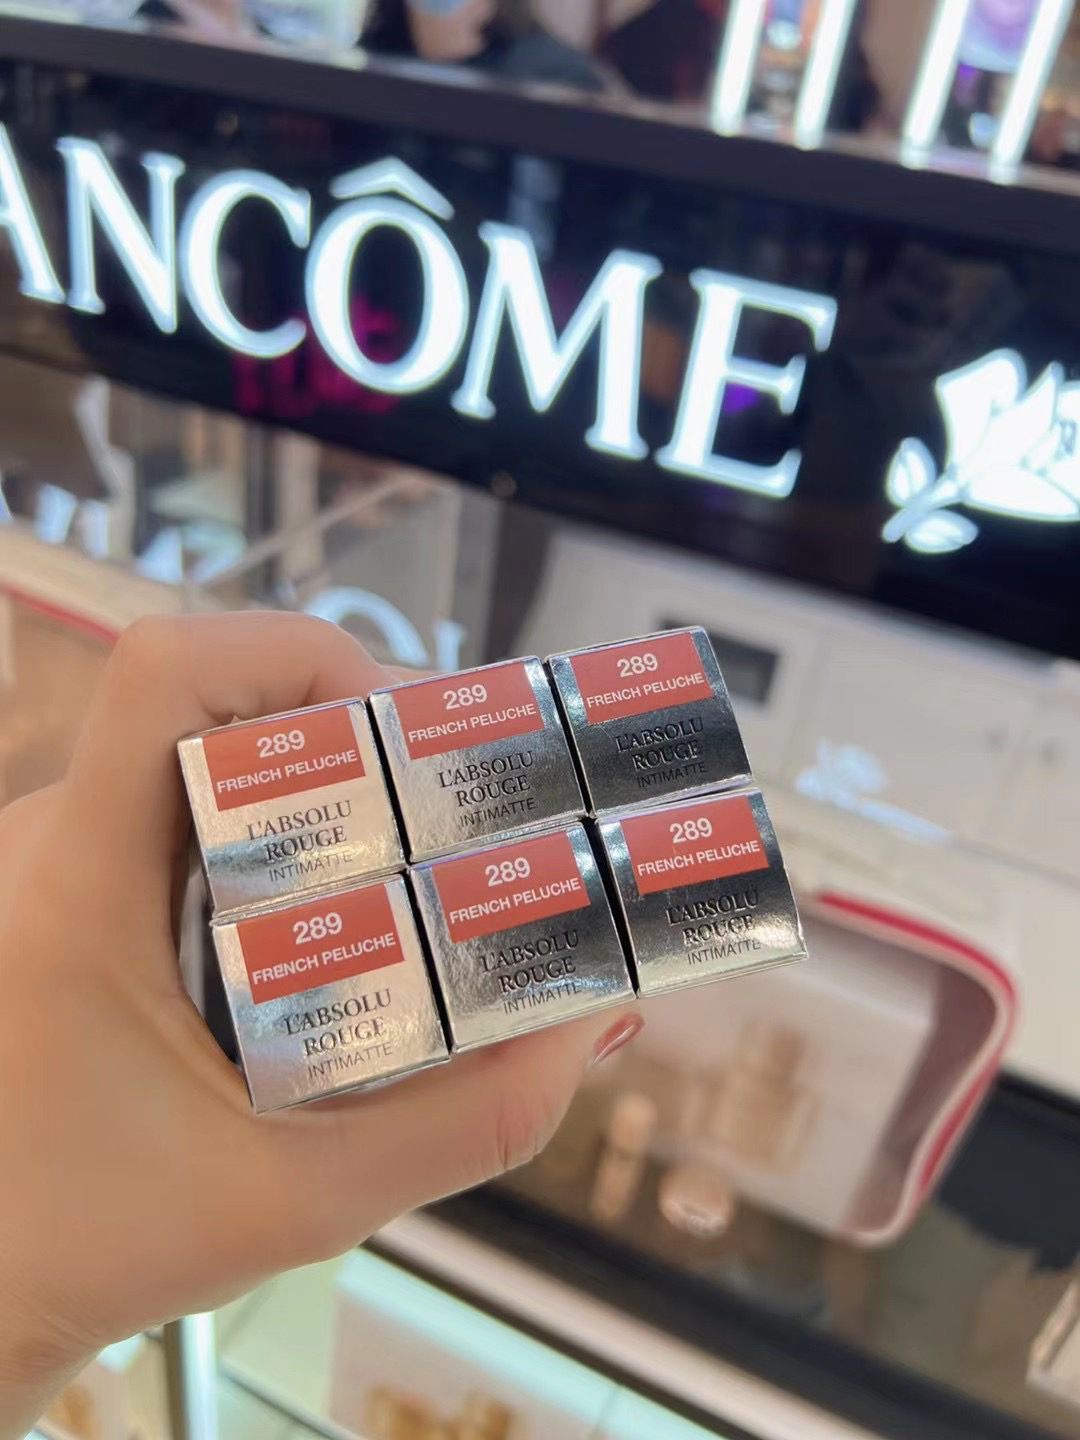 ANCÔME
289
FRENCH PELUCHE
L'ABSOLU
ROUGE
INTIMATTE
289
FRENCH PELUCHE
L'ABSOLU
ROUGE
INTIMATTE
289
FRENCH PELUCHE
L'ABSOLU
ROUGE
INTIMATTE
289
FRENCH PELUCHE
L'ABSOLU
ROUGE
INTIMATTE
289
FRENCH PELUCHE
L'ABSOLU
ROUGE
INTIMATTE
289
FRENCH PELUCHE
L'ABSOLU
ROUGE
INTIMATTE